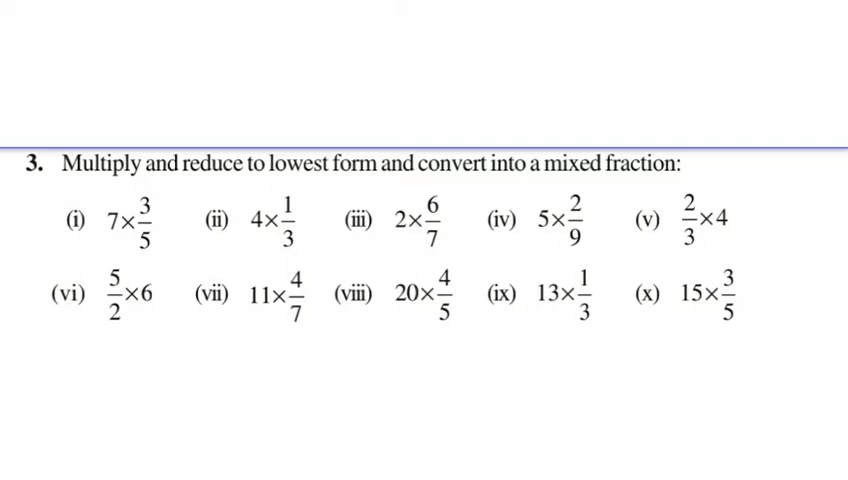 3. Multiply and reduce to lowest form and convert into a mixed fraction:
(i) 7×3/5 (ii) 4×1/3 (iii) 2×6/7 (iv) 5×2/9 (v) 2/3×4
(vi) 5/2×6 (vii) 11×4/7 (viii) 20×4/5 (ix) 13×1/3 (x) 15×3/5